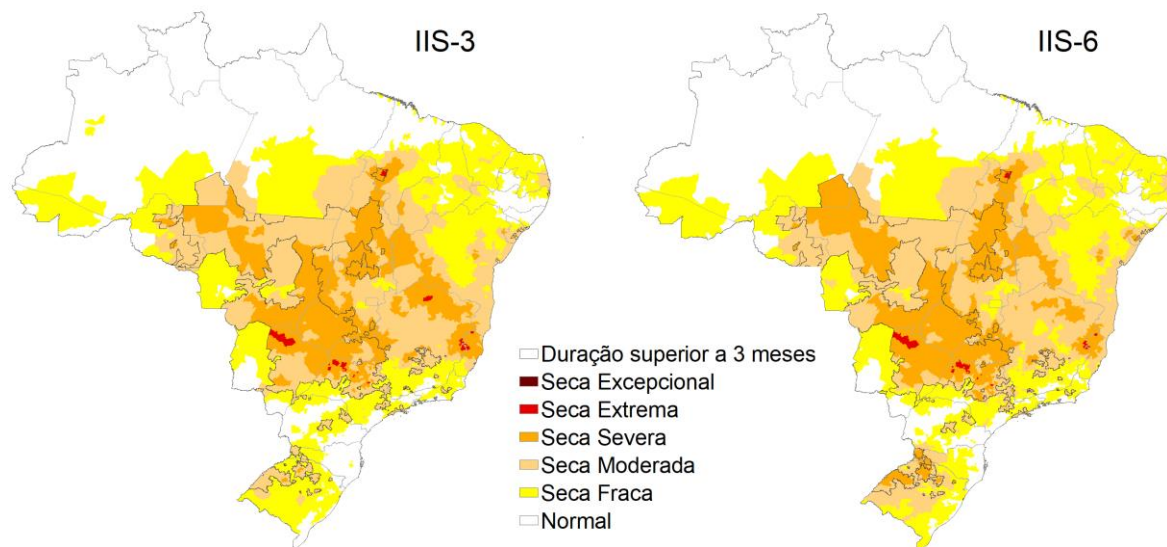 IIS-3
IIS-6
Duração superior a 3 meses
Seca Excepcional
Seca Extrema
Seca Severa
Seca Moderada
Seca Fraca
Normal